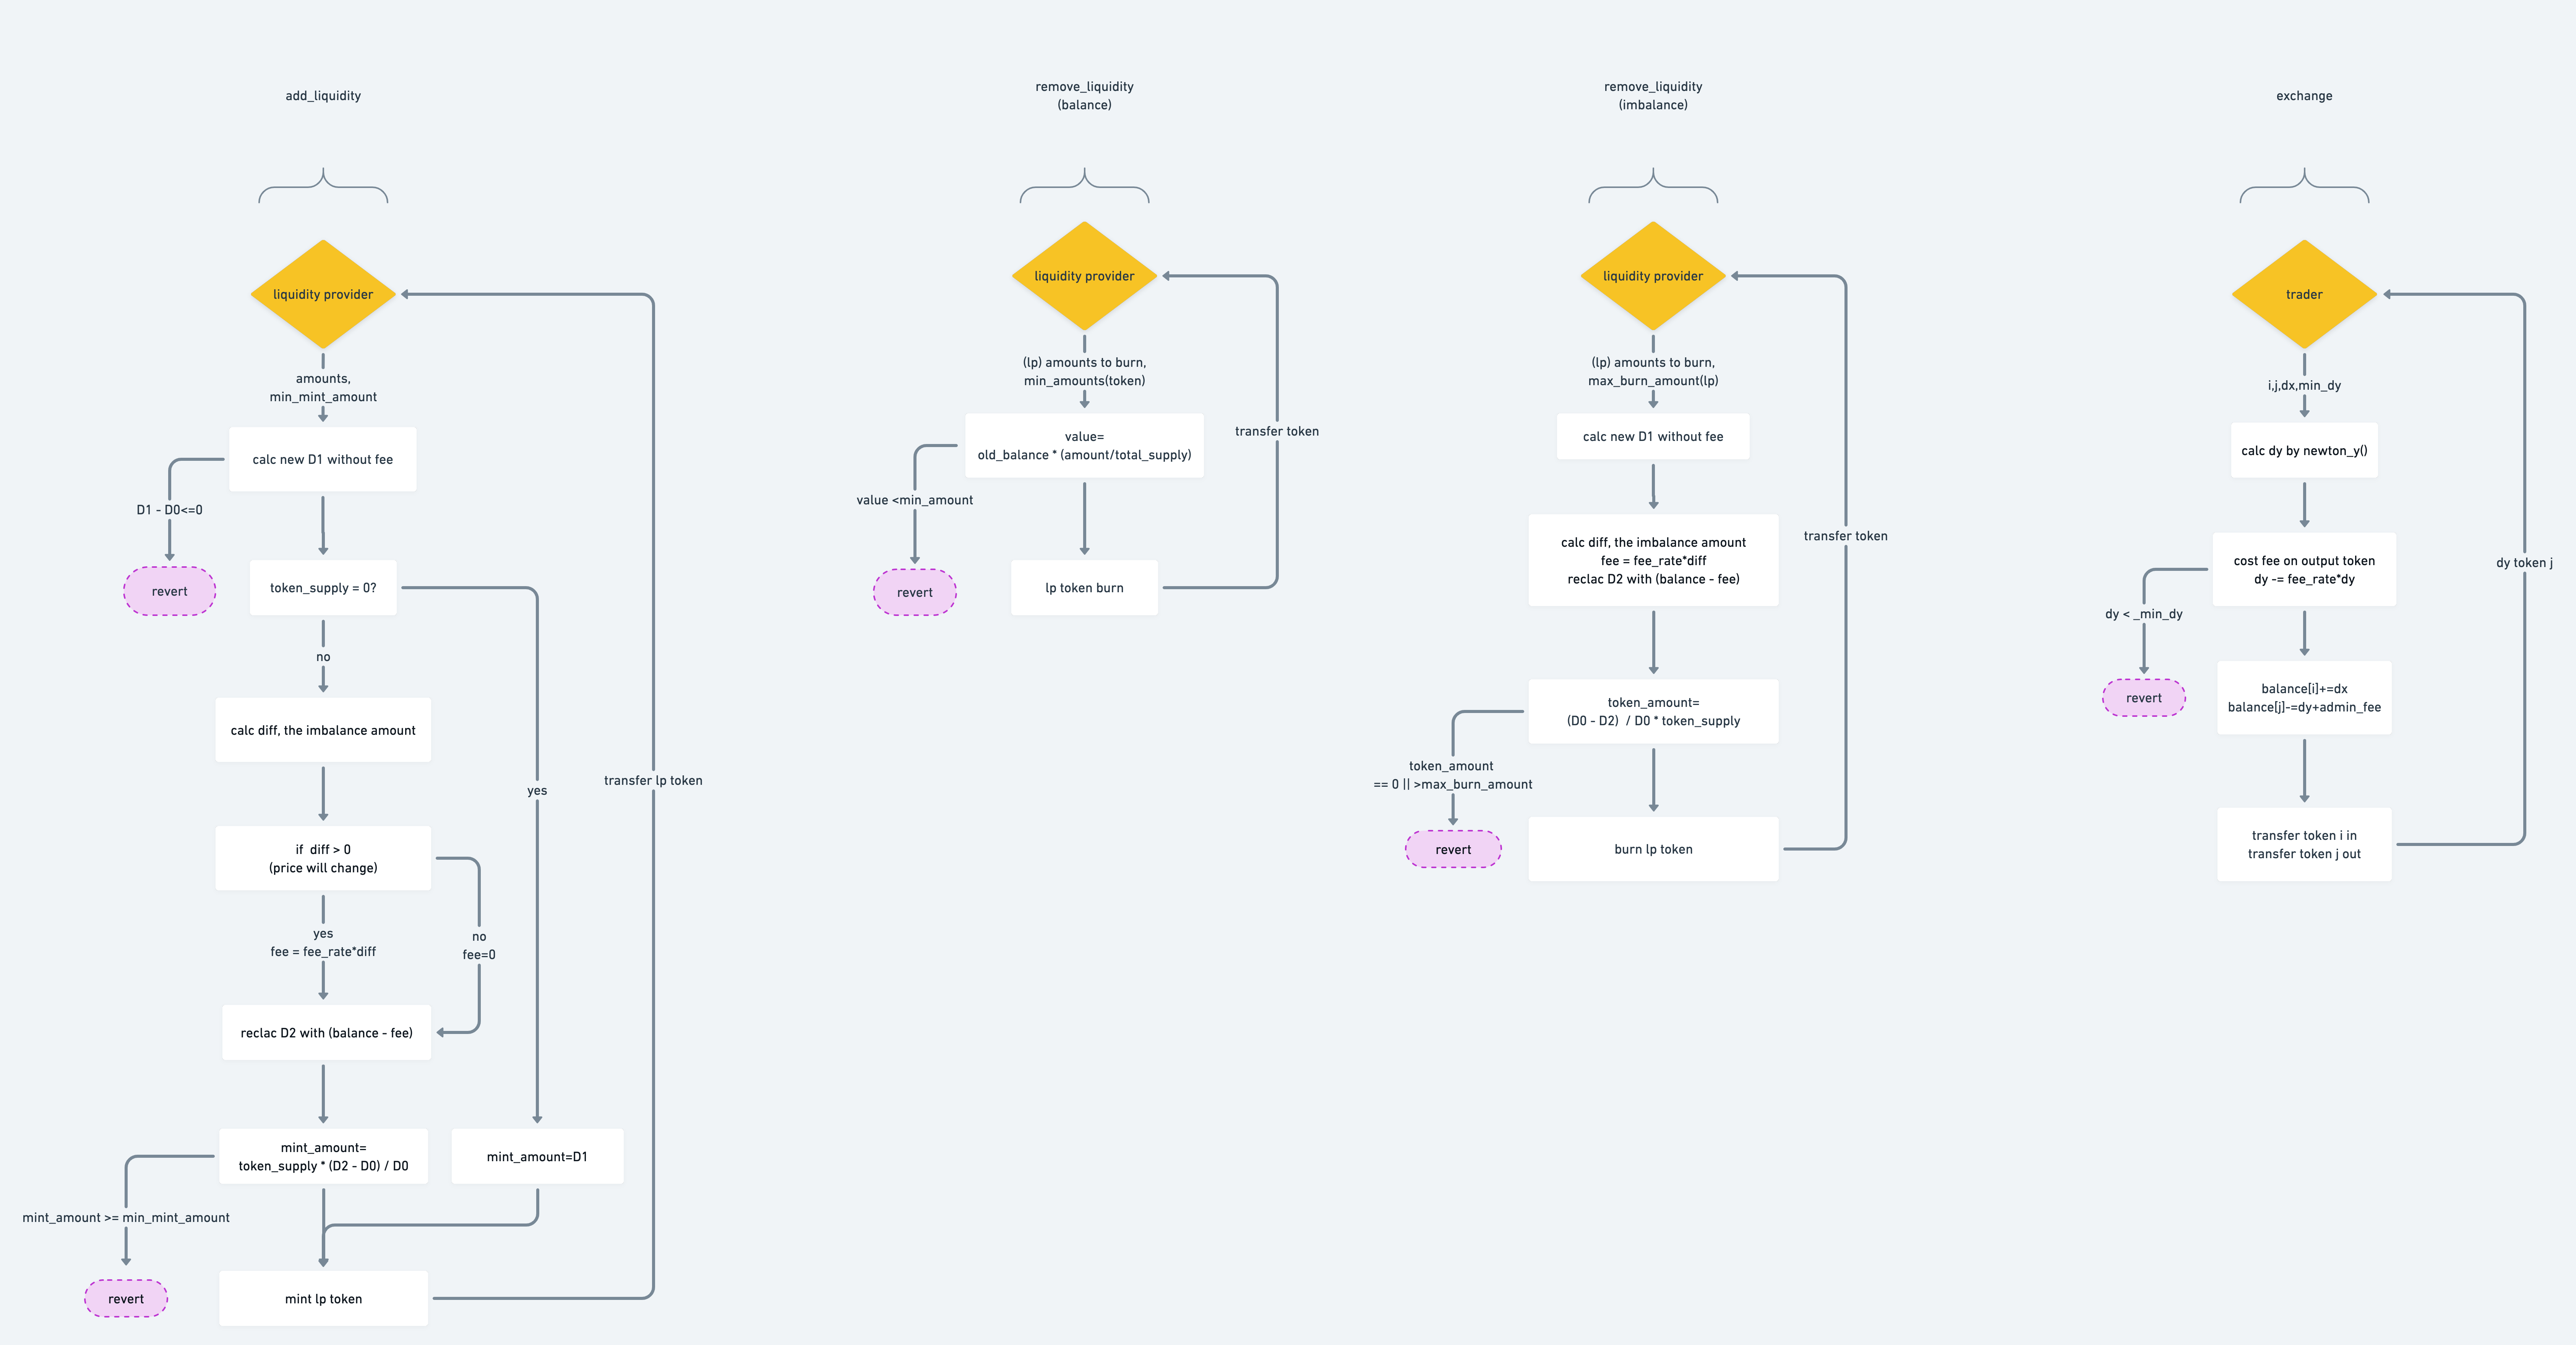 add_liquidity
liquidity provider
amounts,
min_mint_amount
calc new D1 without fee
D1 - D0<=0
revert
token_supply = 0?
no
calc diff, the imbalance amount
if diff > 0
(price will change)
yes
fee = fee_rate*diff
no
fee=0
reclac D2 with (balance - fee)
yes
mint_amount=
token_supply * (D2 - D0) / D0
mint_amount=D1
mint_amount >= min_mint_amount
revert
mint lp token
transfer lp token
remove_liquidity
(balance)
liquidity provider
(lp) amounts to burn,
min_amounts(token)
value=
old_balance * (amount/total_supply)
value <min_amount
revert
lp token burn
transfer token
remove_liquidity
(imbalance)
liquidity provider
(lp) amounts to burn,
max_burn_amount(lp)
calc new D1 without fee
calc diff, the imbalance amount
fee = fee_rate*diff
reclac D2 with (balance - fee)
token_amount=
(D0 - D2) / D0 * token_supply
token_amount
== 0 || >max_burn_amount
revert
burn lp token
transfer token
exchange
trader
i,j,dx,min_dy
calc dy by newton_y()
cost fee on output token
dy -= fee_rate*dy
dy < _min_dy
revert
balance[i]+=dx
balance[j]-=dy+admin_fee
transfer token i in
transfer token j out
dy token j